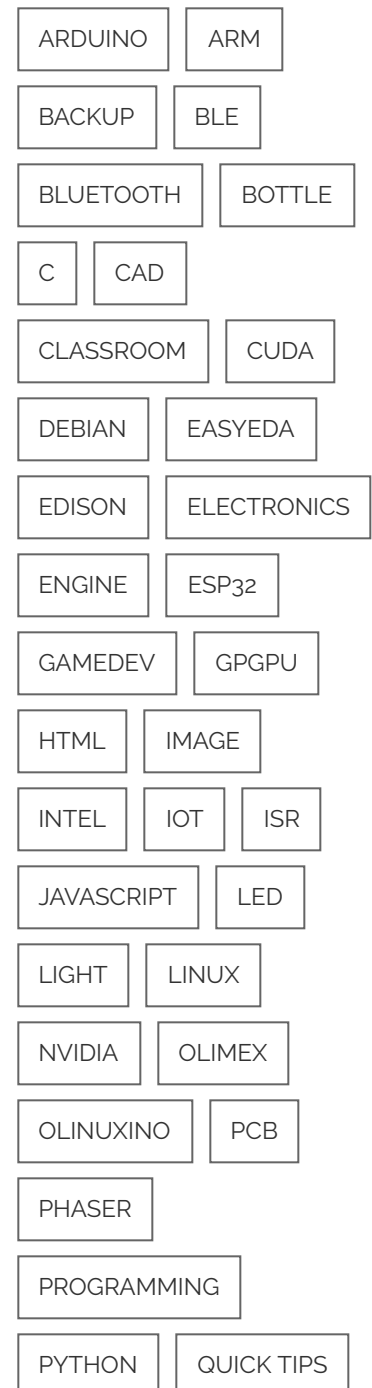 ARDUINO ARM
BACKUP BLE
BLUETOOTH BOTTLE
C CAD
CLASSROOM CUDA
DEBIAN EASYEDA
EDISON ELECTRONICS
ENGINE ESP32
GAMEDEV GPGPU
HTML IMAGE
INTEL IOT ISR
JAVASCRIPT LED
LIGHT LINUX
NVIDIA OLIMEX
OLINUXINO PCB
PHASER
PROGRAMMING
PYTHON QUICK TIPS